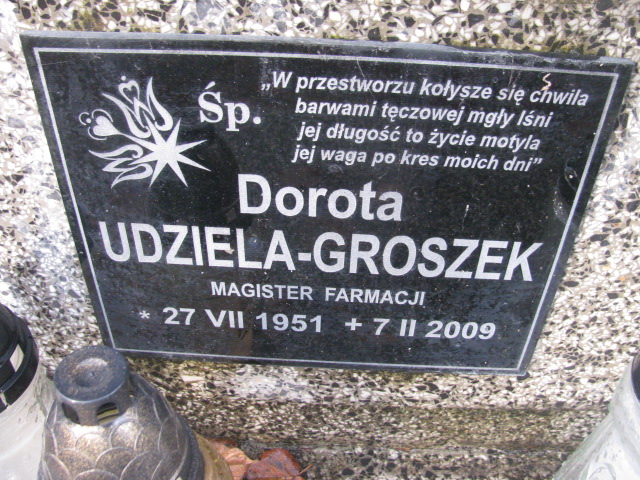 Śp.
„W przestworzu kołysze się chwila
barwami tęczowej mgły lśni
jej długość to życie motyla
jej waga po kres moich dni”
Dorota
UDZIELA-GROSZEK
MAGISTER FARMACJI
* 27 VII 1951 + 7 II 2009